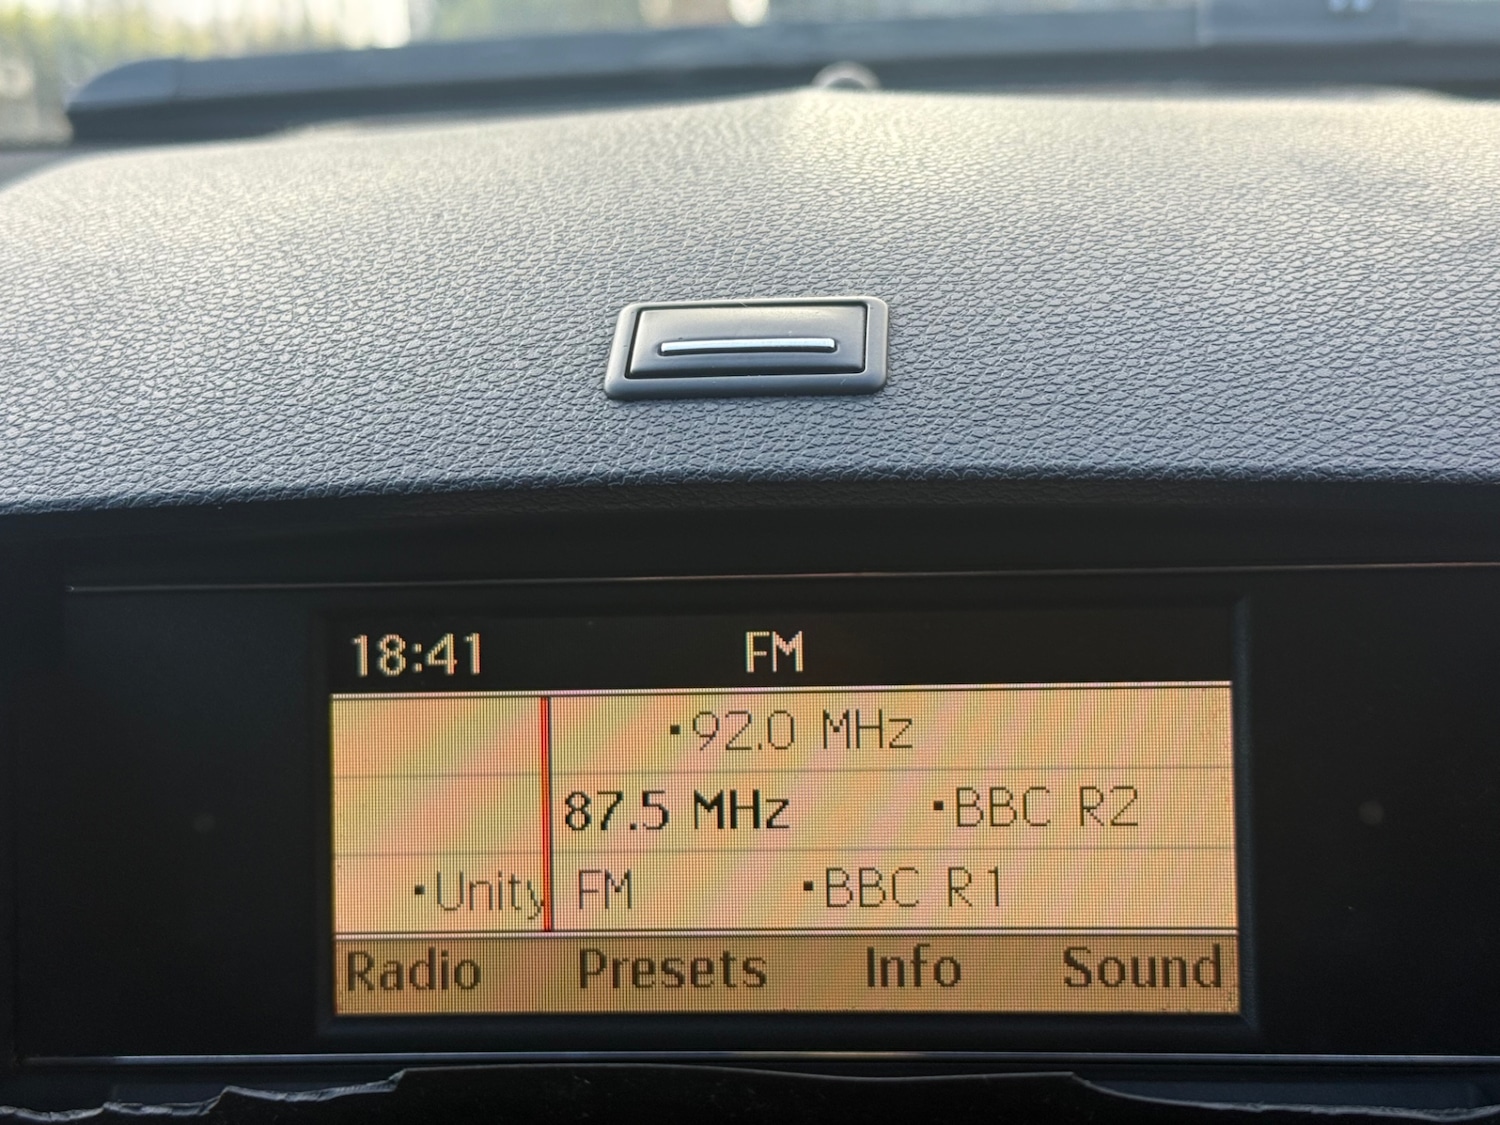 18:41 FM
·92.0 MHz
87.5 MHz ·BBC R2
·Unity FM ·BBC R1
Radio Presets Info Sound